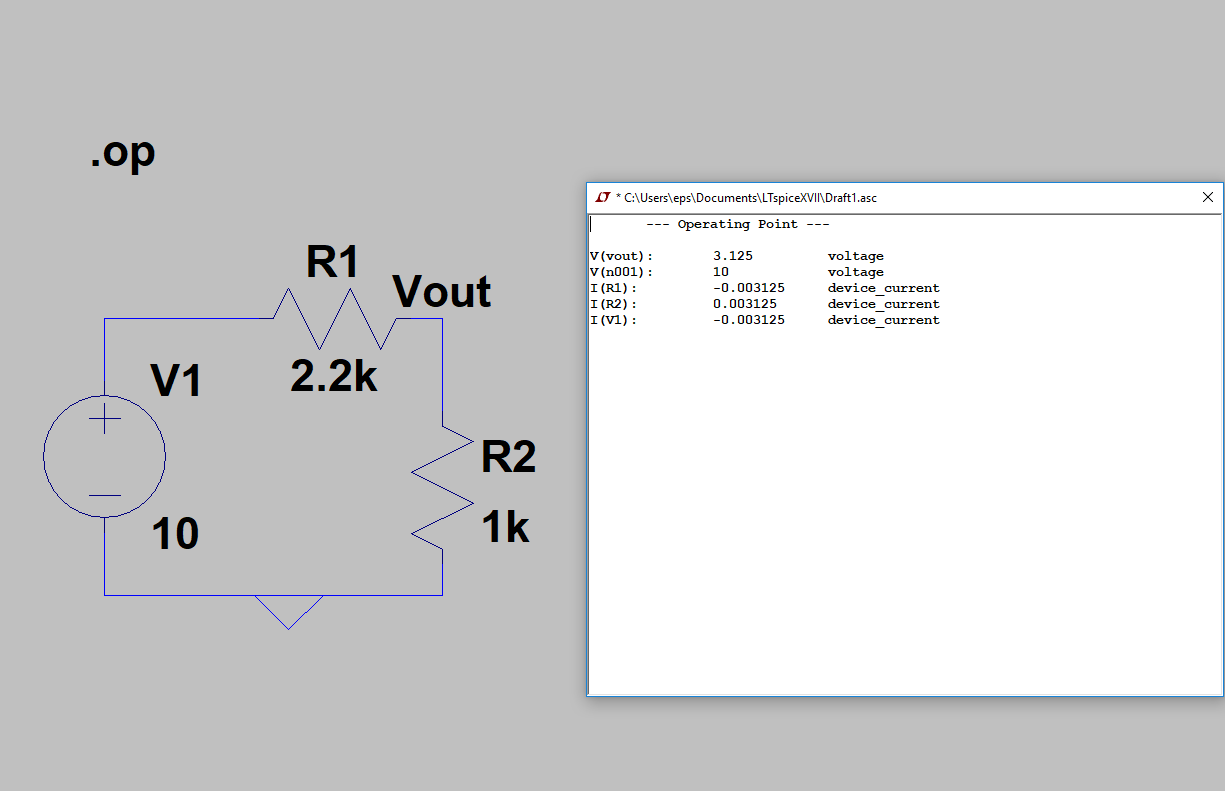 .op
R1
Vout
2.2k
V1
10
R2
1k
* C:\Users\eps\Documents\LTspiceXVII\Draft1.asc
--- Operating Point ---
V(vout): 3.125 voltage
V(n001): 10 voltage
I(R1): -0.003125 device_current
I(R2): 0.003125 device_current
I(V1): -0.003125 device_current